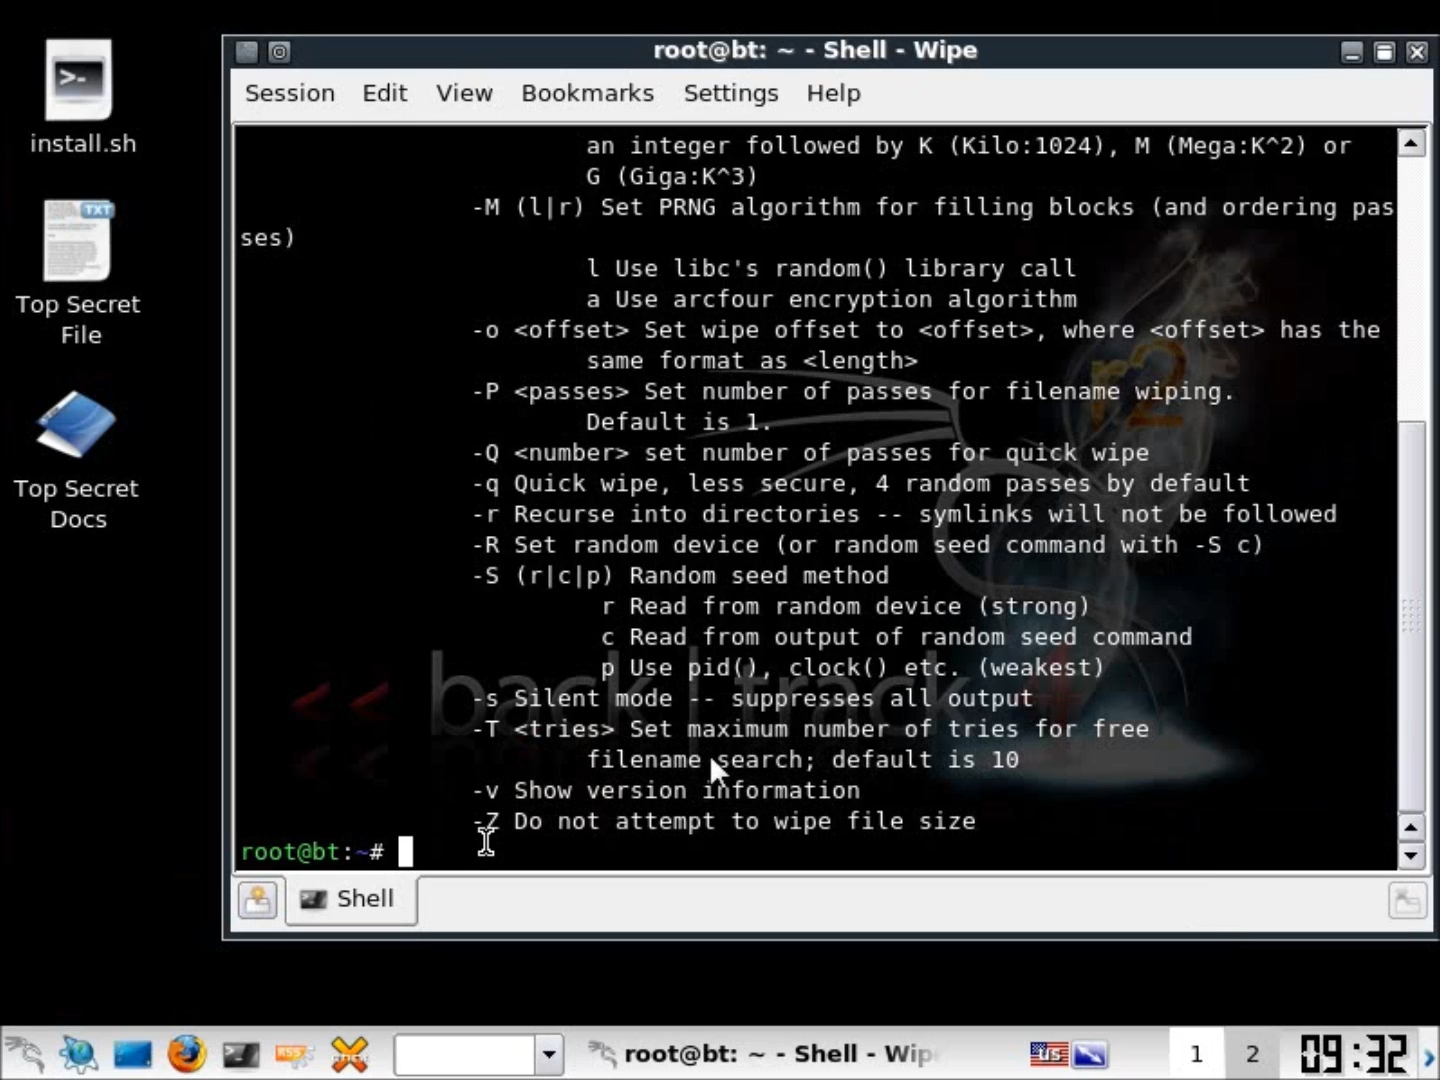 root@bt: ~ - Shell - Wipe
Session Edit View Bookmarks Settings Help
install.sh
TXT
Top Secret
File
Top Secret
Docs
an integer followed by K (Kilo:1024), M (Mega:K^2) or
G (Giga:K^3)
-M (l|r) Set PRNG algorithm for filling blocks (and ordering pas
ses)
l Use libc's random() library call
a Use arcfour encryption algorithm
-o <offset> Set wipe offset to <offset>, where <offset> has the
same format as <length>
-P <passes> Set number of passes for filename wiping.
Default is 1.
-Q <number> set number of passes for quick wipe
-q Quick wipe, less secure, 4 random passes by default
-r Recurse into directories -- symlinks will not be followed
-R Set random device (or random seed command with -S c)
-S (r|c|p) Random seed method
r Read from random device (strong)
c Read from output of random seed command
p Use pid(), clock() etc. (weakest)
-s Silent mode -- suppresses all output
-T <tries> Set maximum number of tries for free
filename search; default is 10
-v Show version information
-Z Do not attempt to wipe file size
root@bt:~#
r2
<< back | track
Shell
RSS
root@bt: ~ - Shell - Wip
us
1 2 09:32